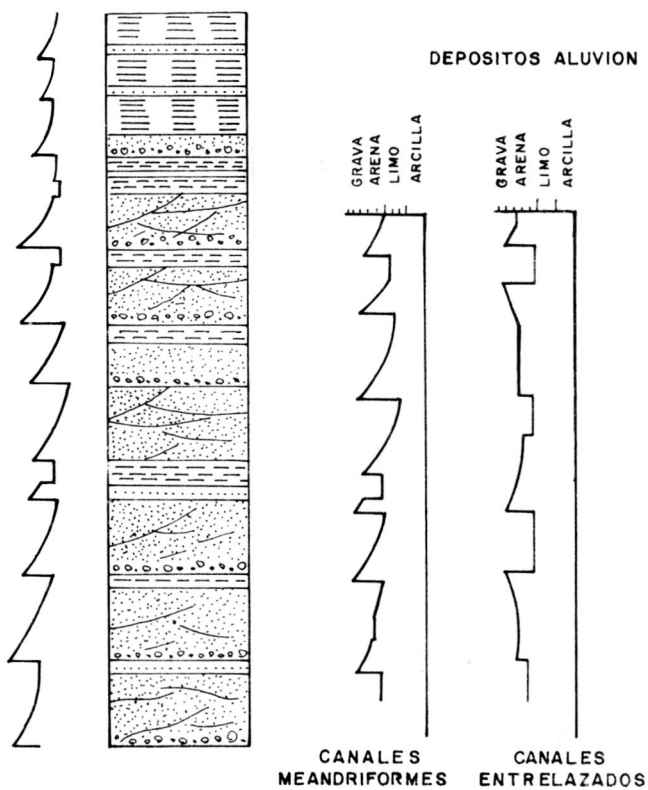 DEPOSITOS ALUVION
GRAVA
ARENA
LIMO
ARCILLA
GRAVA
ARENA
LIMO
ARCILLA
CANALES
MEANDRIFORMES
CANALES
ENTRELAZADOS